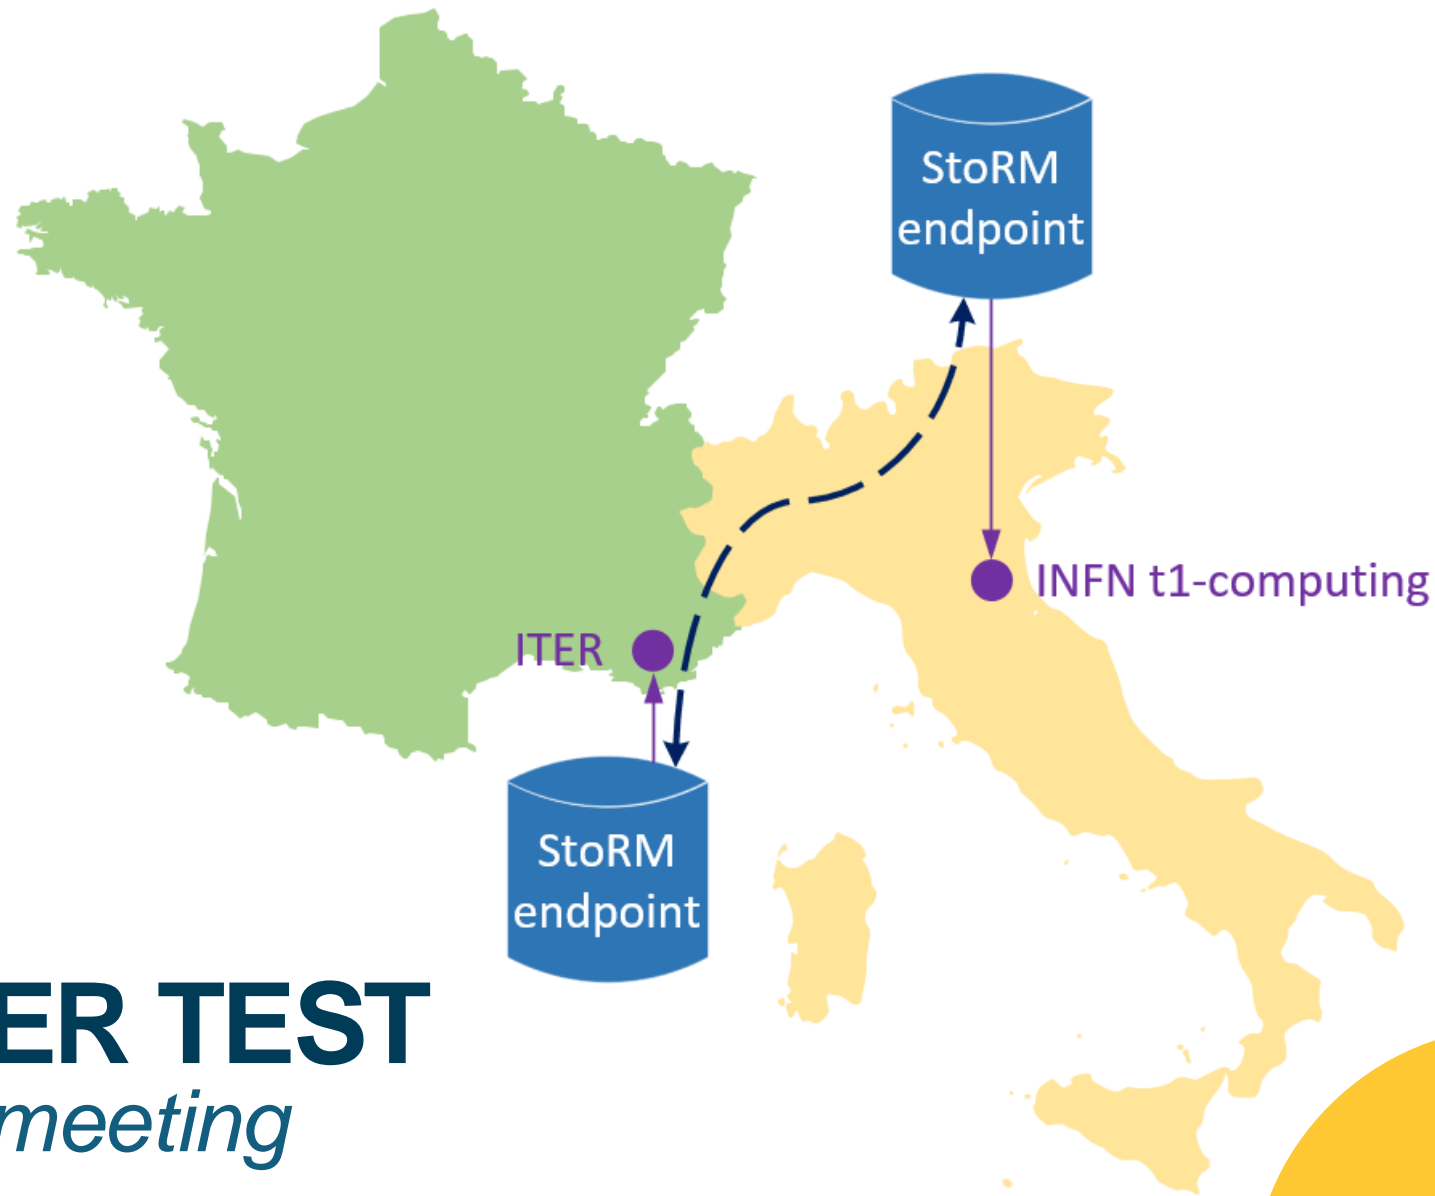 StoRM
endpoint
INFN t1-computing
ITER
StoRM
endpoint
ER TEST
meeting